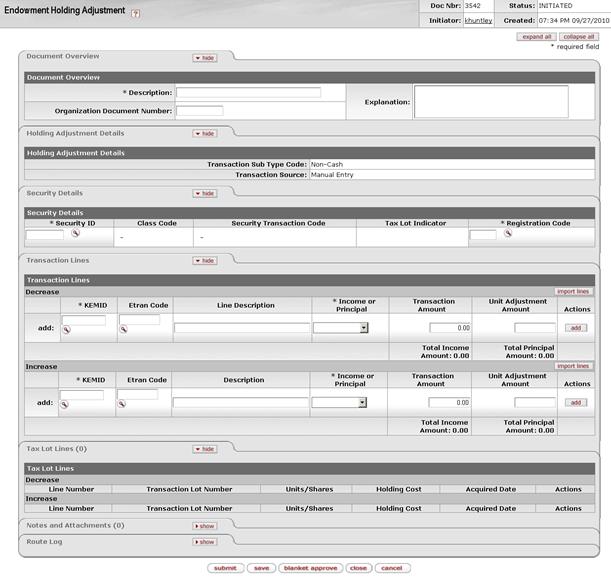 Endowment Holding Adjustment ?
Doc Nbr: 3542 Status: INITIATED
Initiator: khuntley Created: 07:34 PM 09/27/2010
expand all collapse all
* required field
Document Overview hide
Document Overview
* Description:
Organization Document Number:
Explanation:
Holding Adjustment Details hide
Holding Adjustment Details
Transaction Sub Type Code: Non-Cash
Transaction Source: Manual Entry
Security Details hide
Security Details
* Security ID Class Code Security Transaction Code Tax Lot Indicator * Registration Code
- -
Transaction Lines hide
Transaction Lines
Decrease import lines
* KEMID Etran Code Line Description * Income or Principal Transaction Amount Unit Adjustment Amount Actions
add: 0.00 add
Total Income Amount: 0.00 Total Principal Amount: 0.00
Increase import lines
* KEMID Etran Code Description * Income or Principal Transaction Amount Unit Adjustment Amount Actions
add: 0.00 add
Total Income Amount: 0.00 Total Principal Amount: 0.00
Tax Lot Lines (0) hide
Tax Lot Lines
Decrease
Line Number Transaction Lot Number Units/Shares Holding Cost Acquired Date Actions
Increase
Line Number Transaction Lot Number Units/Shares Holding Cost Acquired Date Actions
Notes and Attachments (0) show
Route Log show
submit save blanket approve close cancel